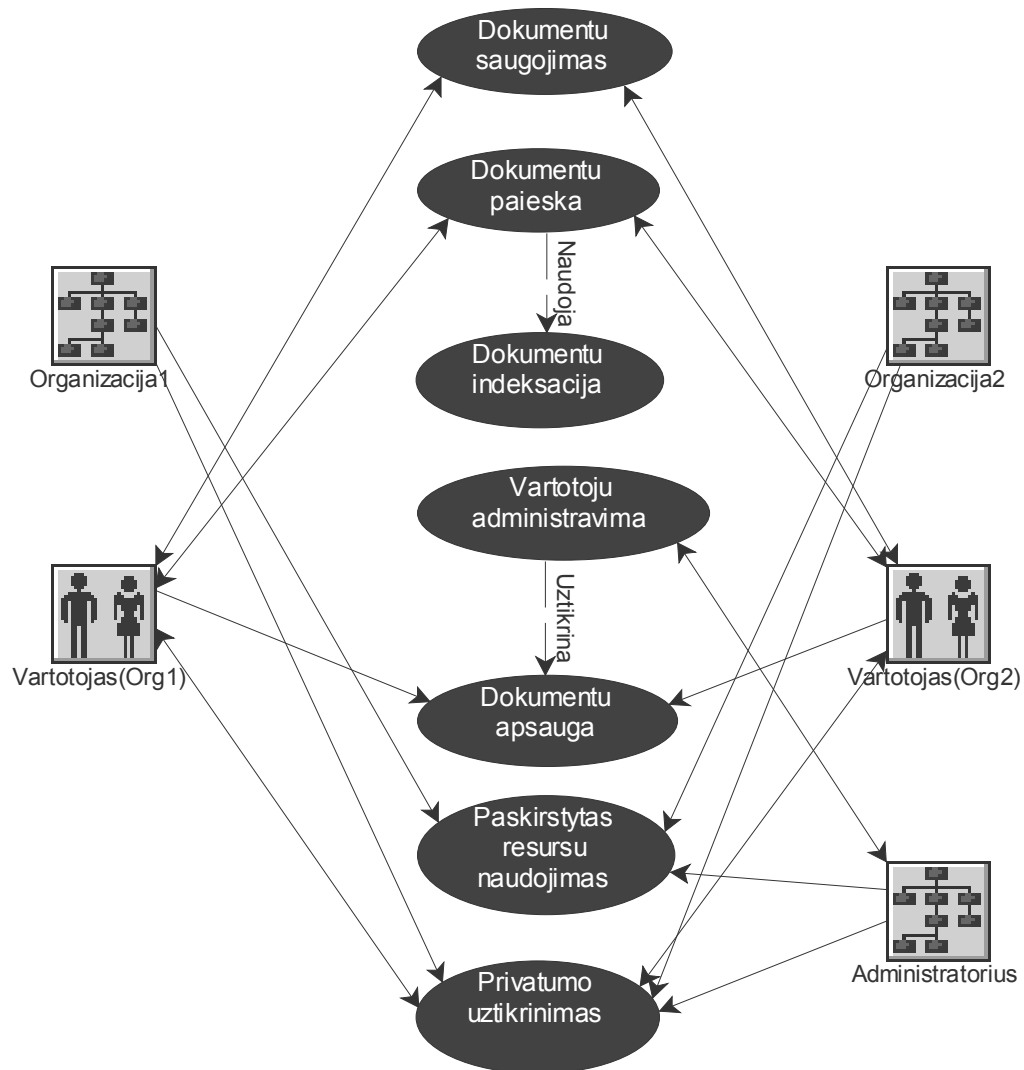 Dokumentu
saugojimas
Dokumentu
paieska
Naudoja
Organizacija1
Organizacija2
Dokumentu
indeksacija
Vartotoju
administravima
Uztikrina
Vartotojas(Org1)
Vartotojas(Org2)
Dokumentu
apsauga
Paskirstytas
resursu
naudojimas
Administratorius
Privatumo
uztikrinimas